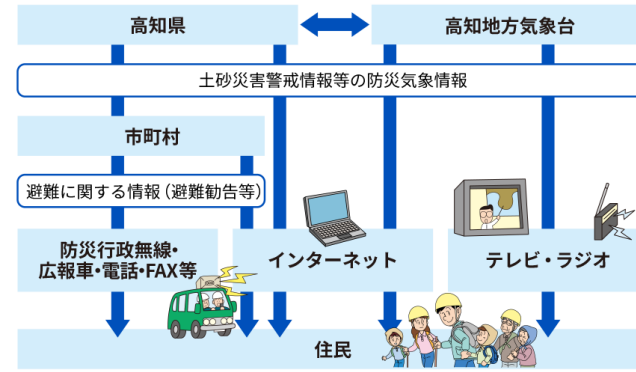 高知県
高知地方気象台
土砂災害警戒情報等の防災気象情報
市町村
避難に関する情報（避難勧告等）
防災行政無線・
広報車・電話・FAX等
インターネット
テレビ・ラジオ
住民